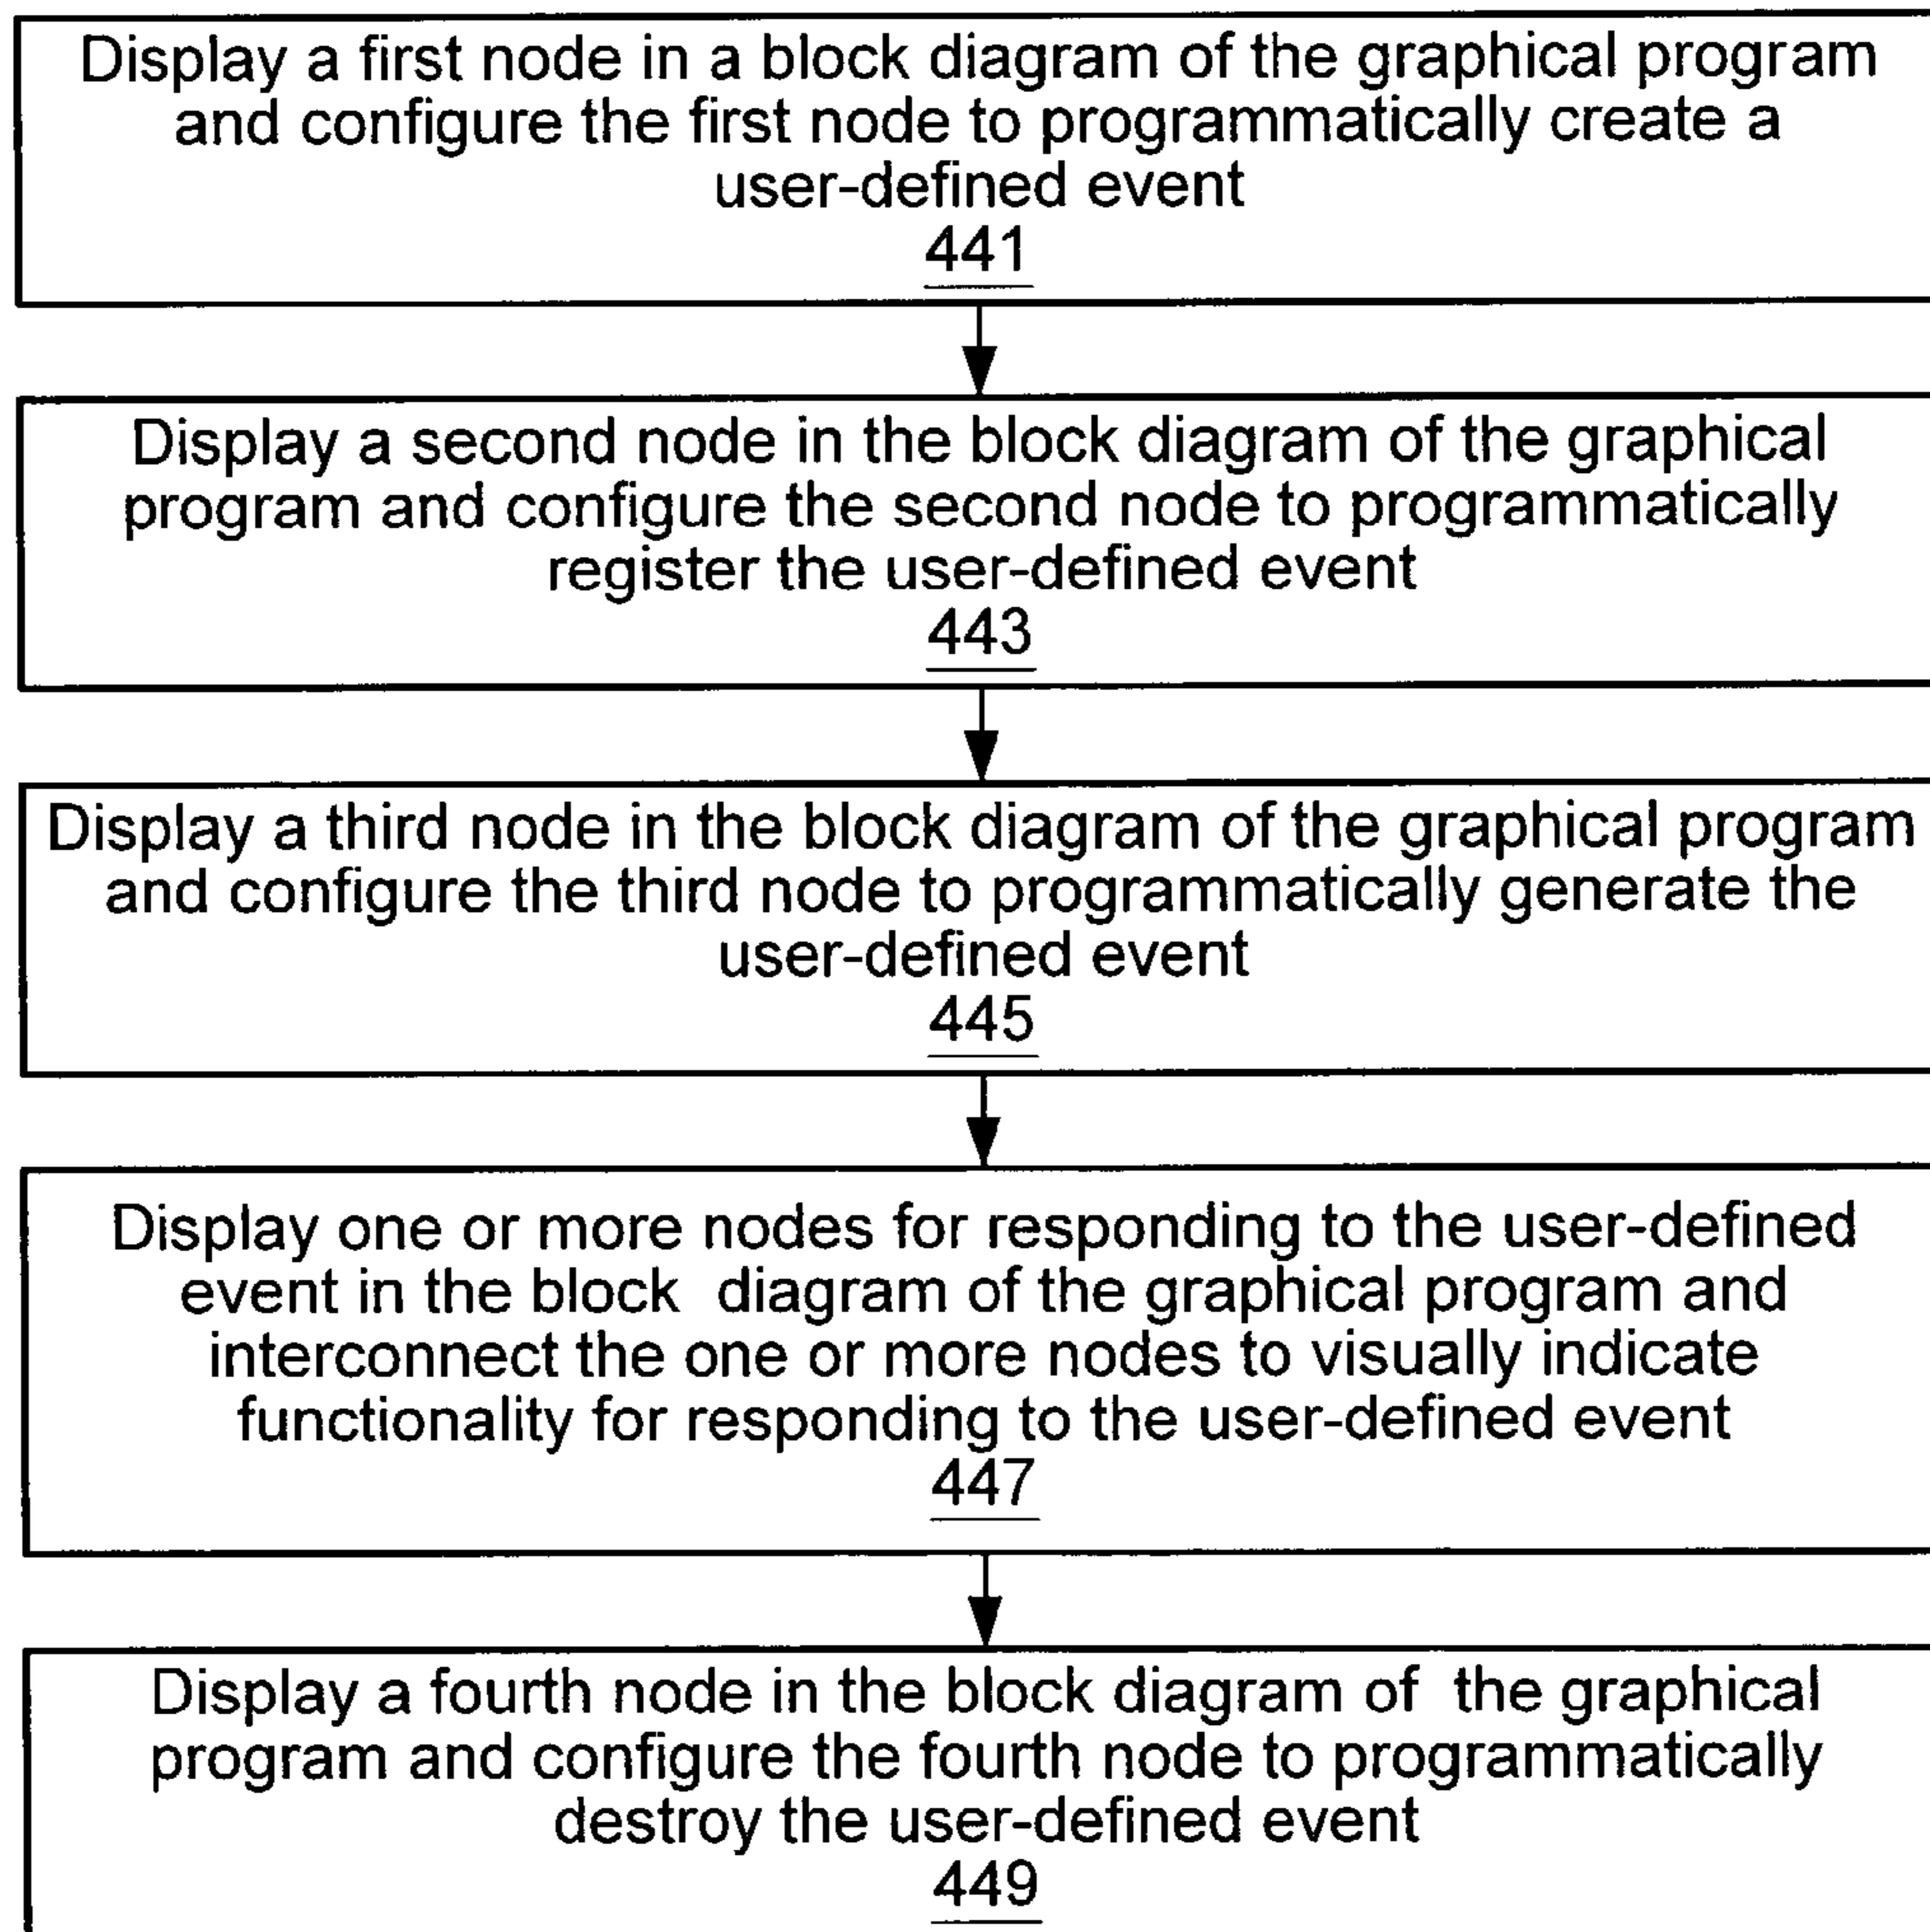 Display a first node in a block diagram of the graphical program
and configure the first node to programmatically create a
user-defined event
441
Display a second node in the block diagram of the graphical
program and configure the second node to programmatically
register the user-defined event
443
Display a third node in the block diagram of the graphical program
and configure the third node to programmatically generate the
user-defined event
445
Display one or more nodes for responding to the user-defined
event in the block diagram of the graphical program and
interconnect the one or more nodes to visually indicate
functionality for responding to the user-defined event
447
Display a fourth node in the block diagram of the graphical
program and configure the fourth node to programmatically
destroy the user-defined event
449